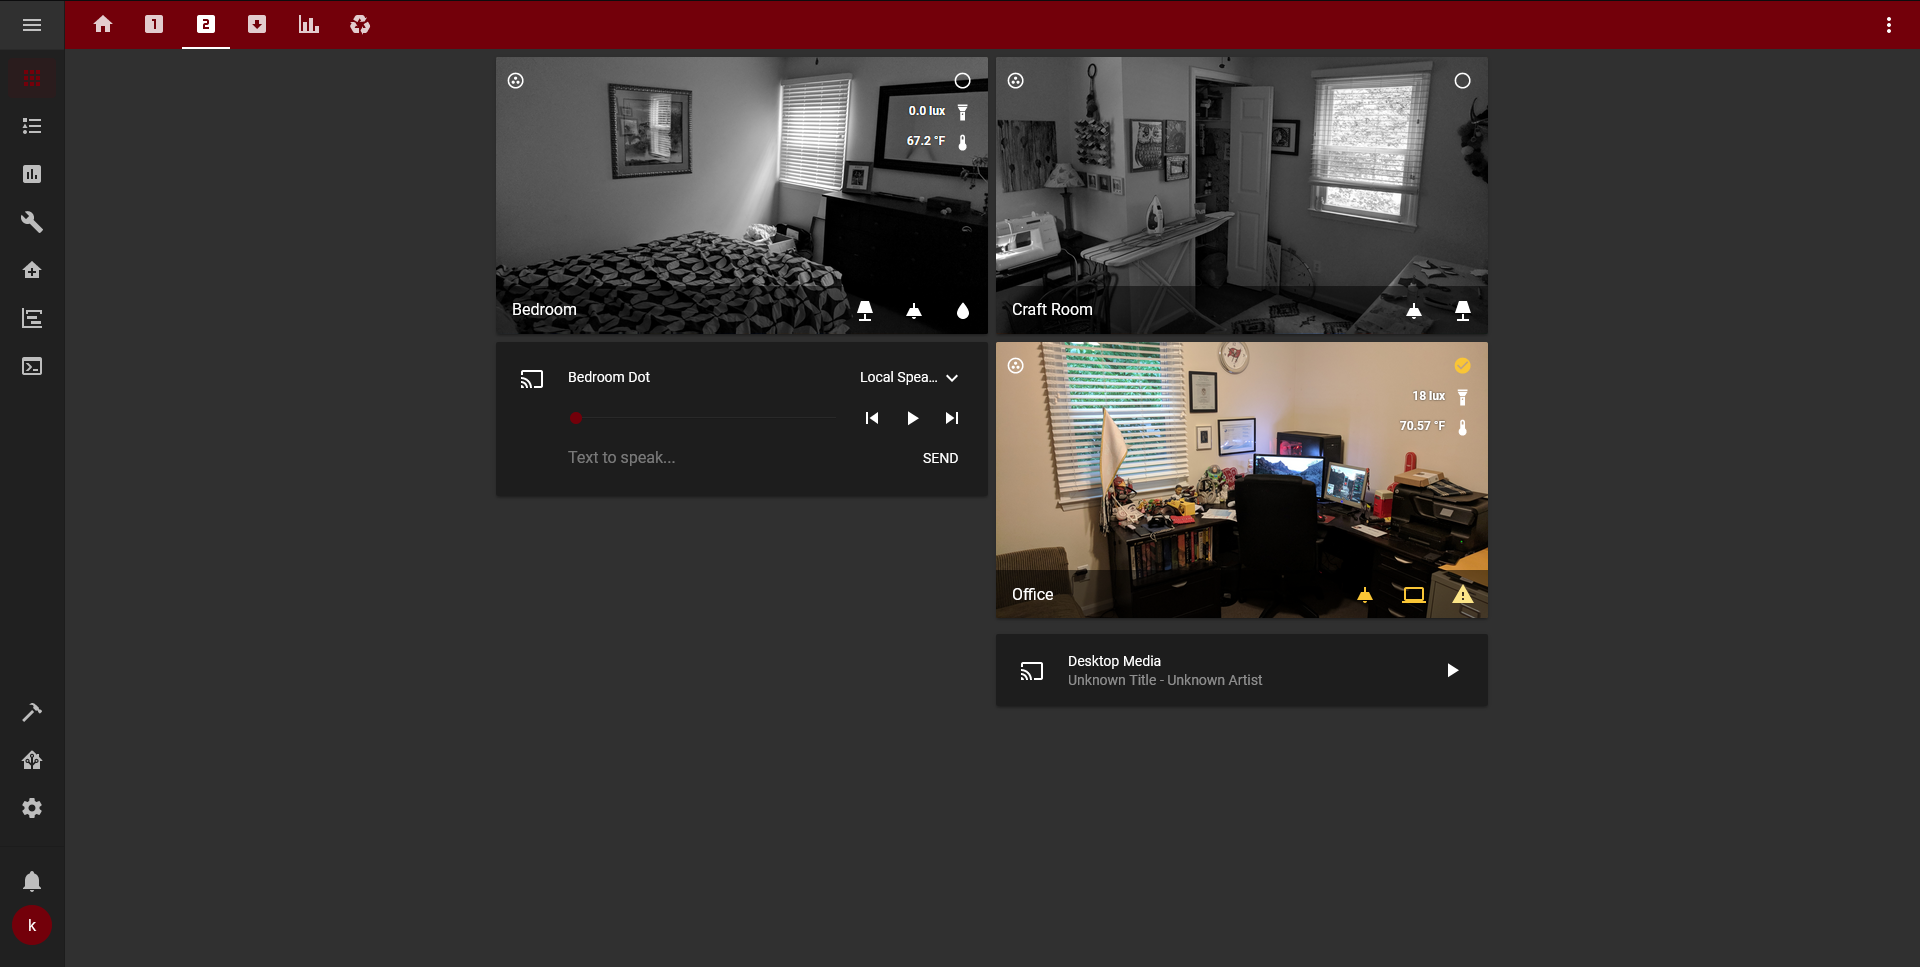 1
2
0.0 lux
67.2 °F
Bedroom
Craft Room
Bedroom Dot
Local Spea...
Text to speak...
SEND
18 lux
70.57 °F
Office
Desktop Media
Unknown Title - Unknown Artist
k